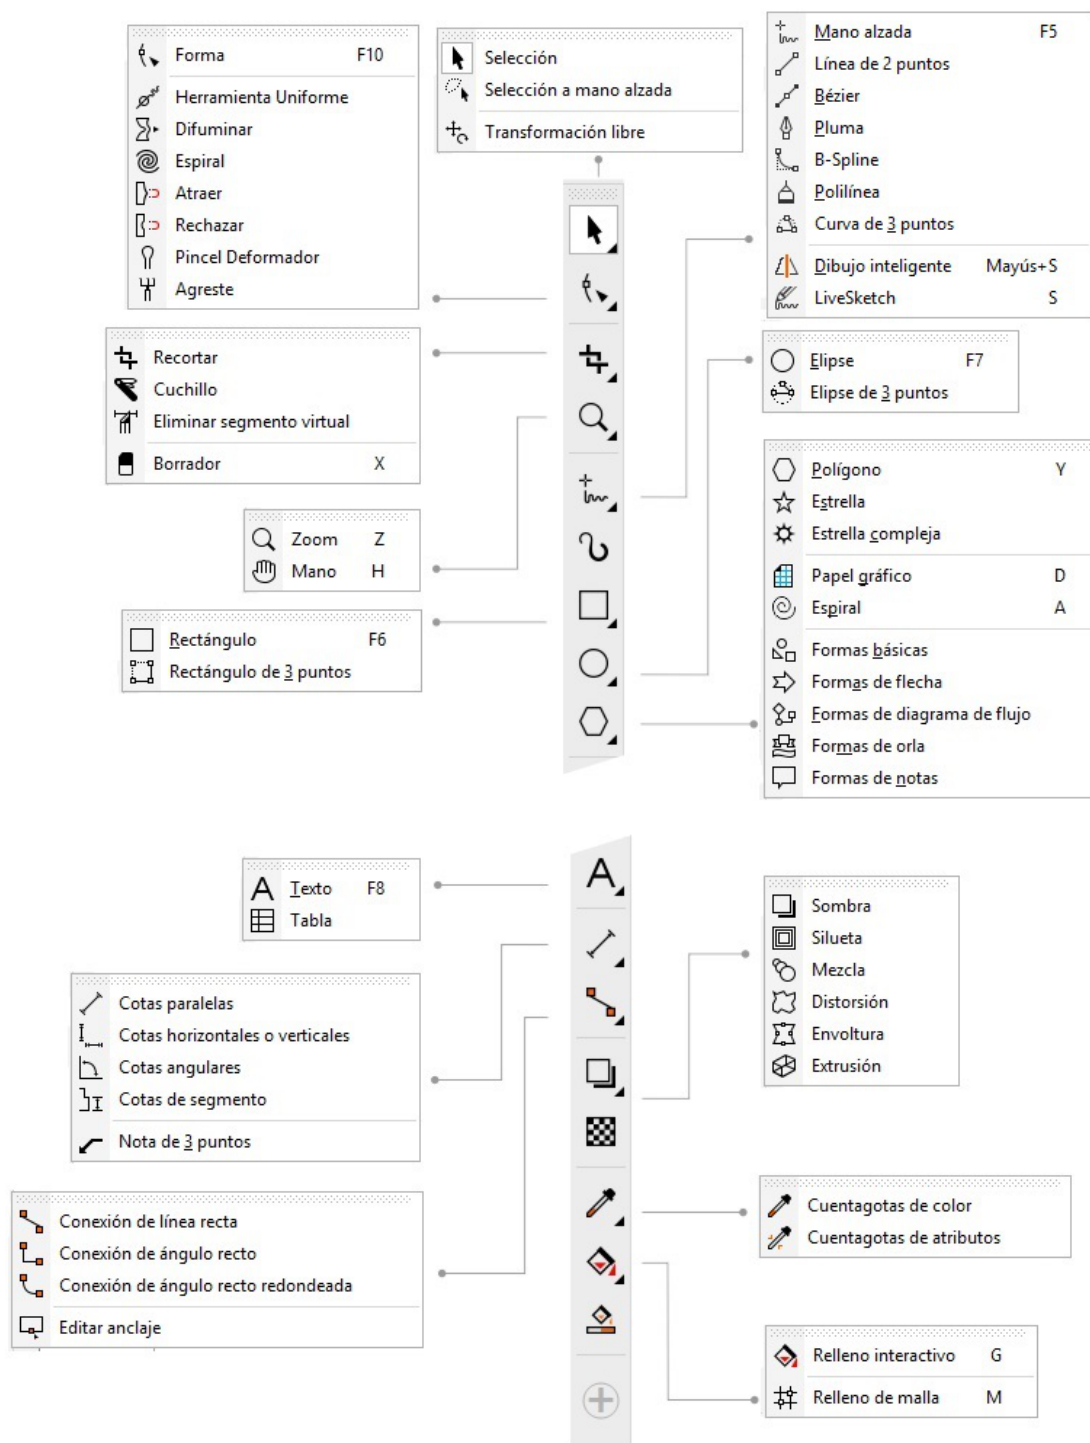 Forma F10
Herramienta Uniforme
Difuminar
Espiral
Atraer
Rechazar
Pincel Deformador
Agreste
Selección
Selección a mano alzada
Transformación libre
Mano alzada F5
Línea de 2 puntos
Bézier
Pluma
B-Spline
Polilínea
Curva de 3 puntos
Dibujo inteligente Mayús+S
LiveSketch S
Recortar
Cuchillo
Eliminar segmento virtual
Borrador X
Elipse F7
Elipse de 3 puntos
Zoom Z
Mano H
Polígono Y
Estrella
Estrella compleja
Papel gráfico D
Espiral A
Formas básicas
Formas de flecha
Formas de diagrama de flujo
Formas de orla
Formas de notas
Rectángulo F6
Rectángulo de 3 puntos
A
A Texto F8
Tabla
Sombra
Silueta
Mezcla
Distorsión
Envoltura
Extrusión
Cotas paralelas
Cotas horizontales o verticales
Cotas angulares
Cotas de segmento
Nota de 3 puntos
Cuentagotas de color
Cuentagotas de atributos
Conexión de línea recta
Conexión de ángulo recto
Conexión de ángulo recto redondeada
Editar anclaje
Relleno interactivo G
Relleno de malla M